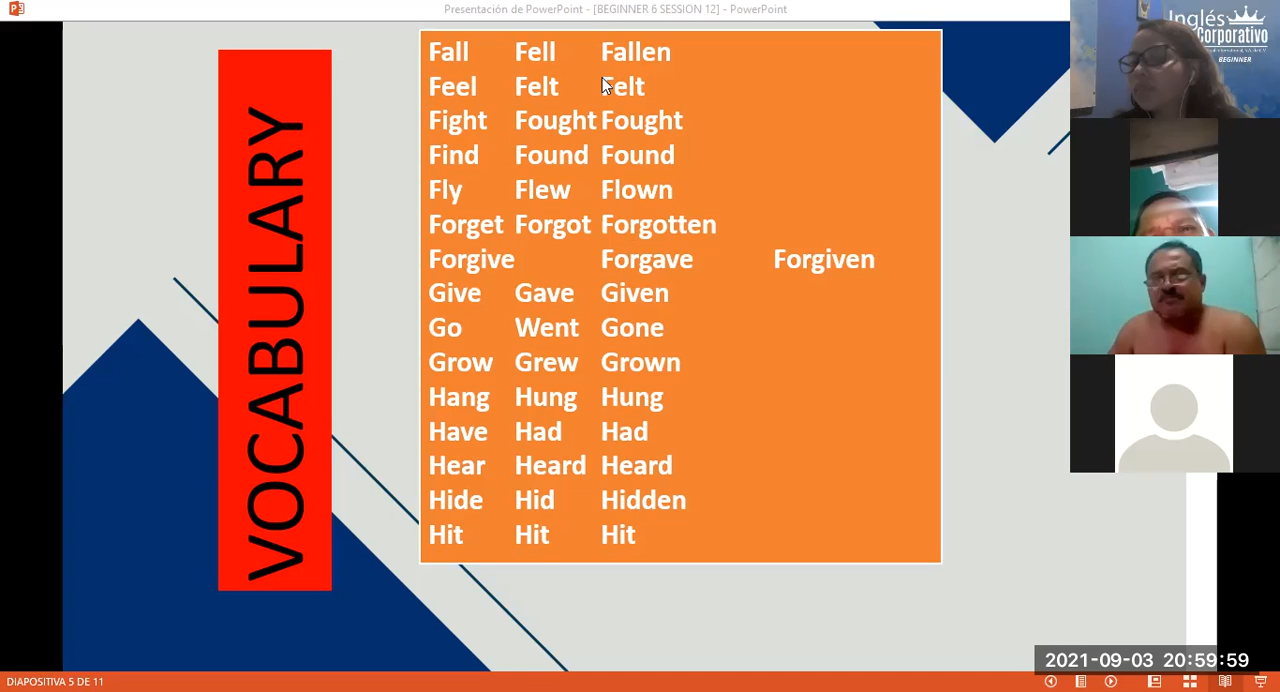 Presentación de PowerPoint - [BEGINNER 6 SESSION 12] - PowerPoint
Inglés
Corporativo
BEGINNER
VOCABULARY
Fall Fell Fallen
Feel Felt Felt
Fight Fought Fought
Find Found Found
Fly Flew Flown
Forget Forgot Forgotten
Forgive Forgave Forgiven
Give Gave Given
Go Went Gone
Grow Grew Grown
Hang Hung Hung
Have Had Had
Hear Heard Heard
Hide Hid Hidden
Hit Hit Hit
2021-09-03 20:59:59
DIAPOSITIVA 5 DE 11